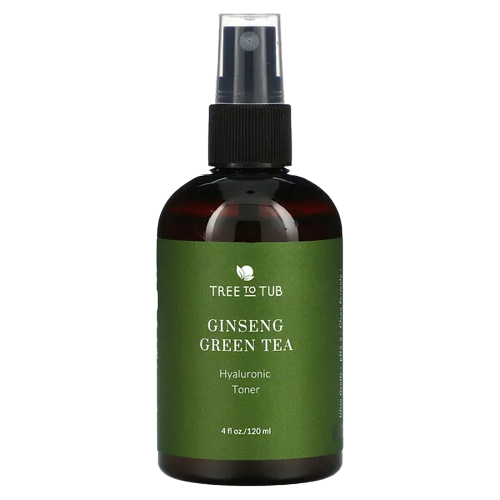 TREE TO TUB
GINSENG
GREEN TEA
Hyaluronic
Toner
4 fl oz./120 ml